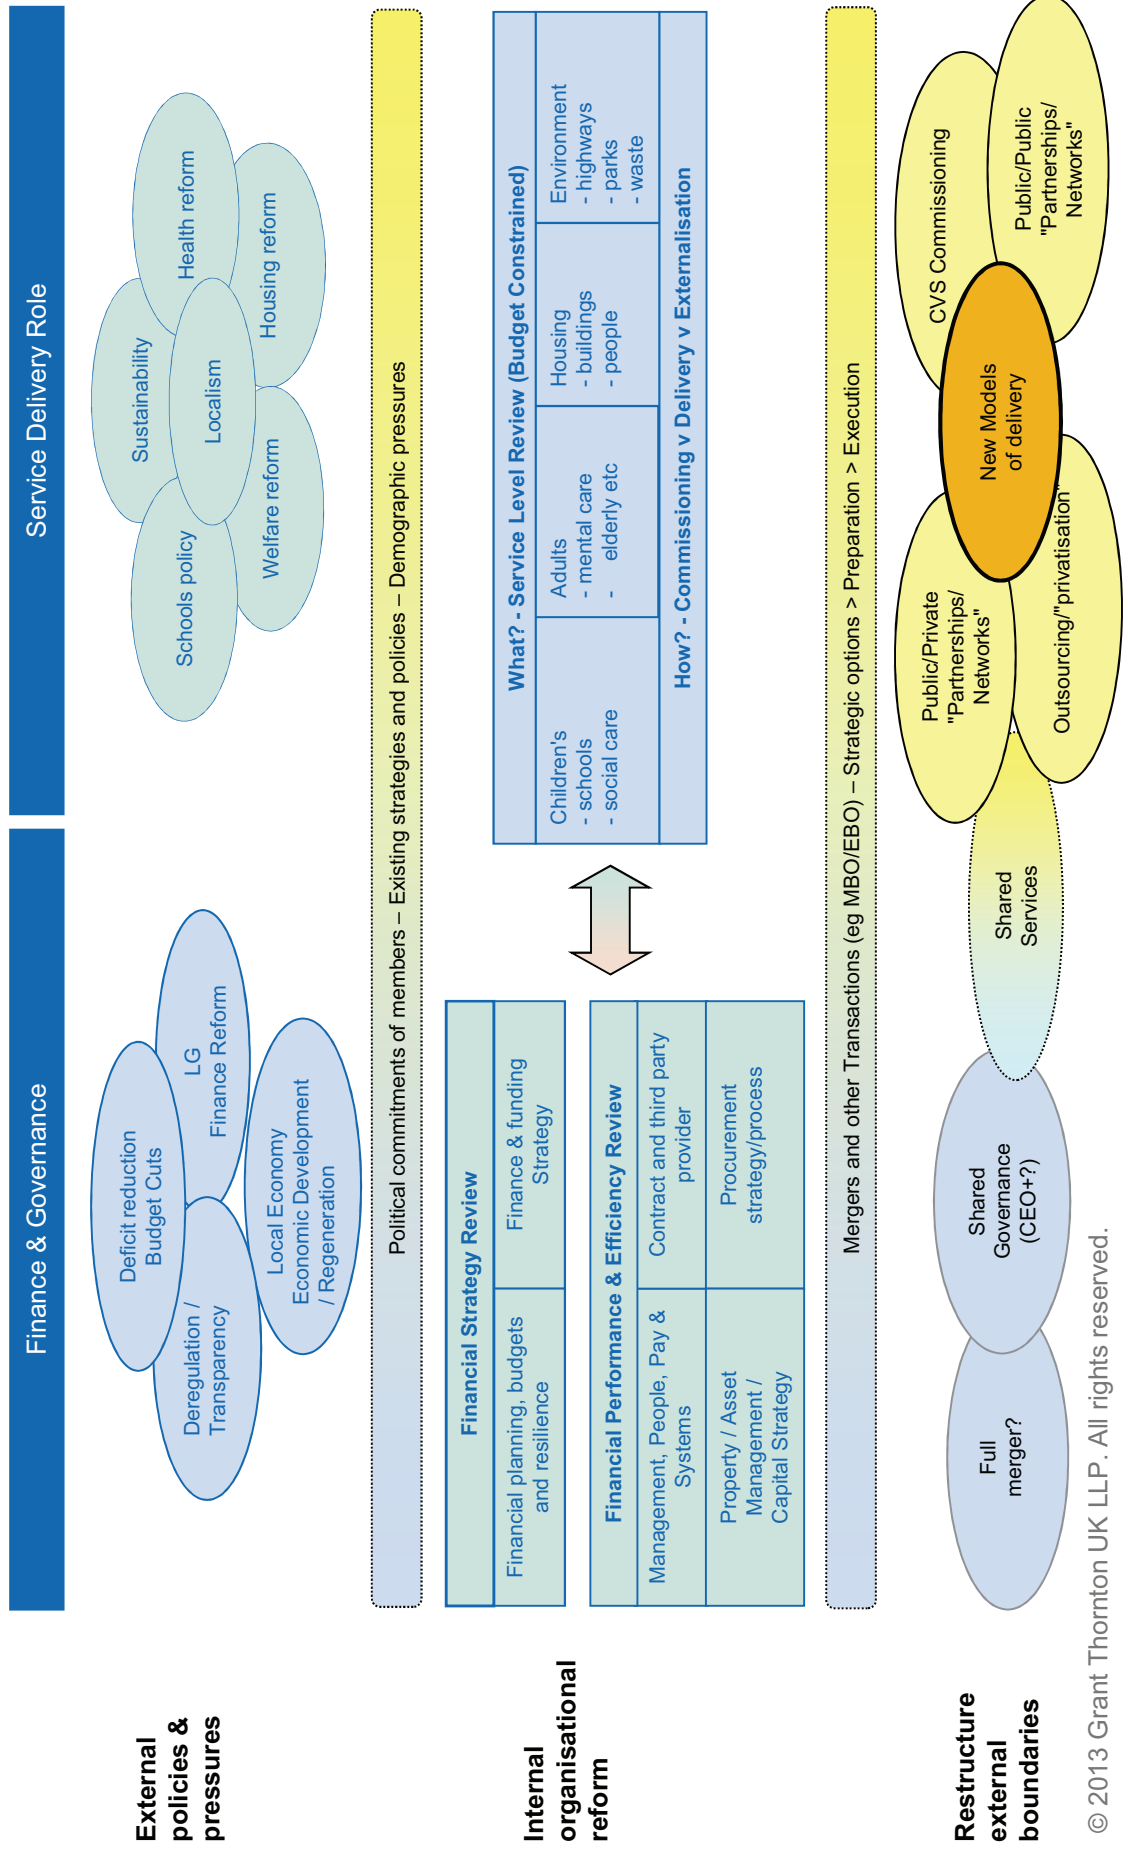 Finance & Governance
Service Delivery Role
External
policies &
pressures
Deficit reduction
Budget Cuts
LG
Finance Reform
Deregulation /
Transparency
Local Economy
Economic Development
/ Regeneration
Sustainability
Health reform
Schools policy
Localism
Housing reform
Welfare reform
Political commitments of members – Existing strategies and policies – Demographic pressures
Internal
organisational
reform
Financial Strategy Review
Financial planning, budgets
and resilience
Finance & funding
Strategy
Financial Performance & Efficiency Review
Management, People, Pay &
Systems
Contract and third party
provider
Property / Asset
Management /
Capital Strategy
Procurement
strategy/process
What? - Service Level Review (Budget Constrained)
Children's
- schools
- social care
Adults
- mental care
- elderly etc
Housing
- buildings
- people
Environment
- highways
- parks
- waste
How? - Commissioning v Delivery v Externalisation
Mergers and other Transactions (eg MBO/EBO) – Strategic options > Preparation > Execution
Restructure
external
boundaries
Full
merger?
Shared
Governance
(CEO+?)
Shared
Services
Public/Private
"Partnerships/
Networks"
Outsourcing/"privatisation"
New Models
of delivery
CVS Commissioning
Public/Public
"Partnerships/
Networks"
© 2013 Grant Thornton UK LLP. All rights reserved.